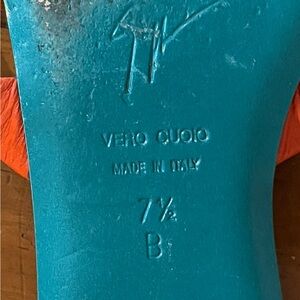 VERO CUOIO
MADE IN ITALY
7½
B